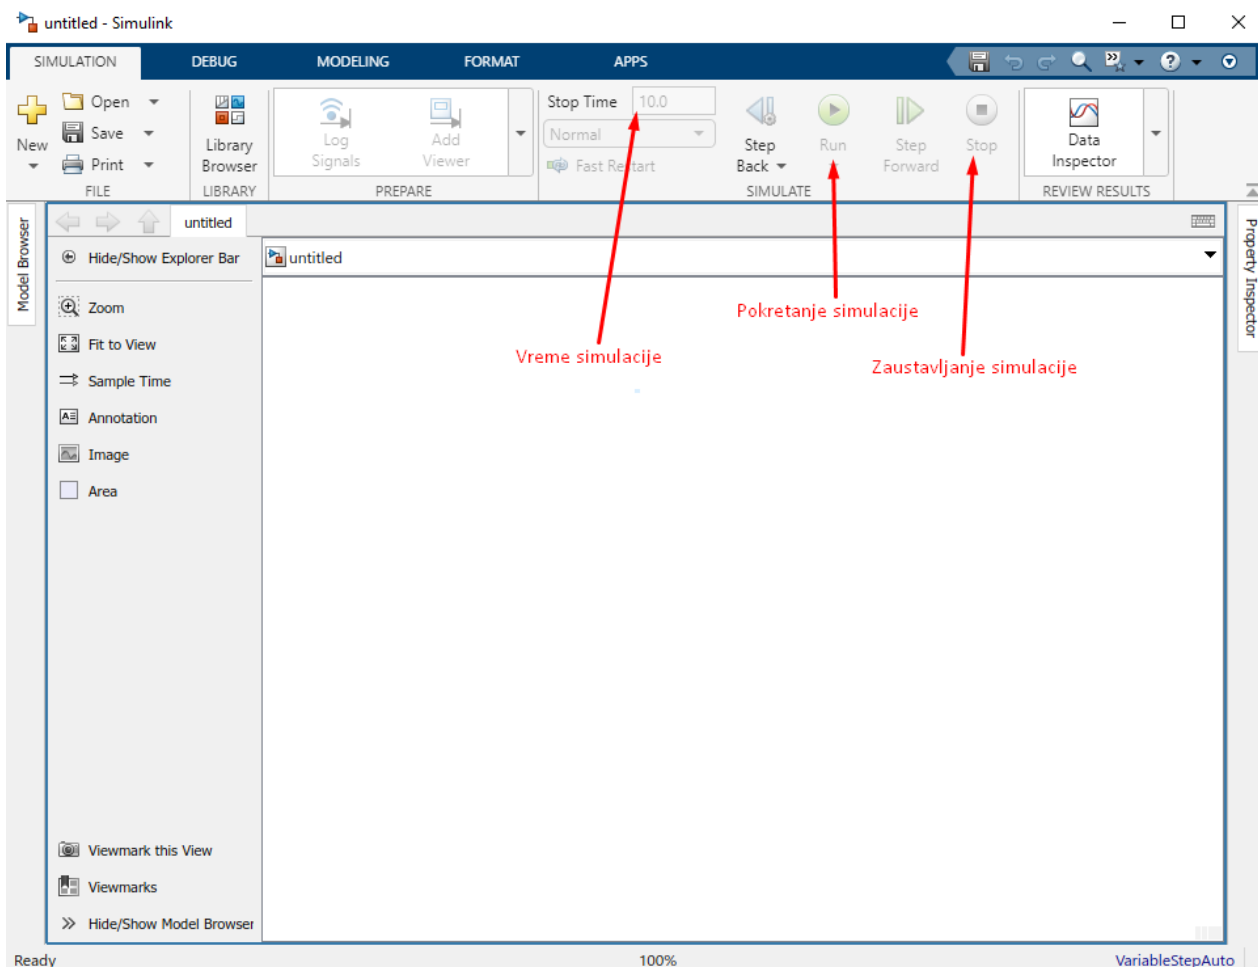 untitled - Simulink
SIMULATION DEBUG MODELING FORMAT APPS
New
Open
Save
Print
FILE
Library
Browser
LIBRARY
Log
Signals
Add
Viewer
PREPARE
Stop Time 10.0
Normal
Fast Restart
Step
Back
Run
Step
Forward
Stop
SIMULATE
Data
Inspector
REVIEW RESULTS
Model Browser
untitled
Hide/Show Explorer Bar
untitled
Zoom
Fit to View
Sample Time
Annotation
Image
Area
Pokretanje simulacije
Vreme simulacije
Zaustavljanje simulacije
Property Inspector
Viewmark this View
Viewmarks
Hide/Show Model Browser
Ready 100% VariableStepAuto